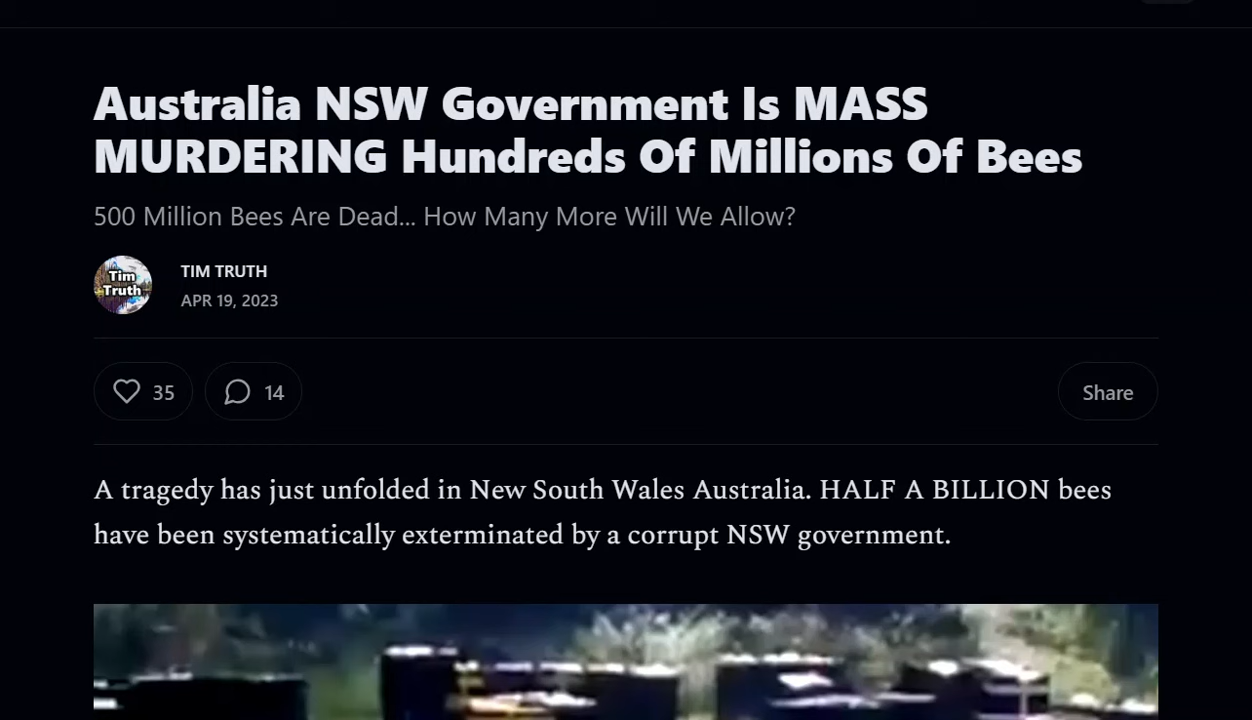 Australia NSW Government Is MASS
MURDERING Hundreds Of Millions Of Bees
500 Million Bees Are Dead... How Many More Will We Allow?
Tim
Truth
TIM TRUTH
APR 19, 2023
35
14
Share
A tragedy has just unfolded in New South Wales Australia. HALF A BILLION bees
have been systematically exterminated by a corrupt NSW government.